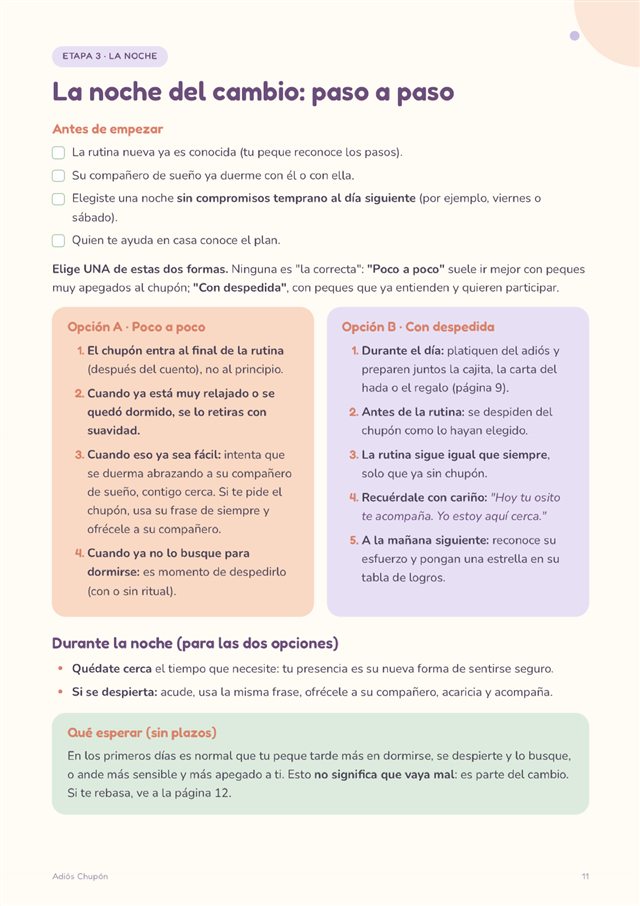 ETAPA 3 · LA NOCHE
La noche del cambio: paso a paso
Antes de empezar
La rutina nueva ya es conocida (tu peque reconoce los pasos).
Su compañero de sueño ya duerme con él o con ella.
Elegiste una noche sin compromisos temprano al día siguiente (por ejemplo, viernes o
sábado).
Quien te ayuda en casa conoce el plan.
Elige UNA de estas dos formas. Ninguna es "la correcta": "Poco a poco" suele ir mejor con peques
muy apegados al chupón; "Con despedida", con peques que ya entienden y quieren participar.
Opción A · Poco a poco
1. El chupón entra al final de la rutina
(después del cuento), no al principio.
2. Cuando ya está muy relajado o se
quedó dormido, se lo retiras con
suavidad.
3. Cuando eso ya sea fácil: intenta que
se duerma abrazando a su compañero
de sueño, contigo cerca. Si te pide el
chupón, usa su frase de siempre y
ofrécele a su compañero.
4. Cuando ya no lo busque para
dormirse: es momento de despedirlo
(con o sin ritual).
Opción B · Con despedida
1. Durante el día: platiquen del adiós y
preparen juntos la cajita, la carta del
hada o el regalo (página 9).
2. Antes de la rutina: se despiden del
chupón como lo hayan elegido.
3. La rutina sigue igual que siempre,
solo que ya sin chupón.
4. Recuérdale con cariño: "Hoy tu osito
te acompaña. Yo estoy aquí cerca."
5. A la mañana siguiente: reconoce su
esfuerzo y pongan una estrella en su
tabla de logros.
Durante la noche (para las dos opciones)
• Quédate cerca el tiempo que necesite: tu presencia es su nueva forma de sentirse seguro.
• Si se despierta: acude, usa la misma frase, ofrécele a su compañero, acaricia y acompaña.
Qué esperar (sin plazos)
En los primeros días es normal que tu peque tarde más en dormirse, se despierte y lo busque,
o ande más sensible y más apegado a ti. Esto no significa que vaya mal: es parte del cambio.
Si te rebasa, ve a la página 12.
Adiós Chupón
11